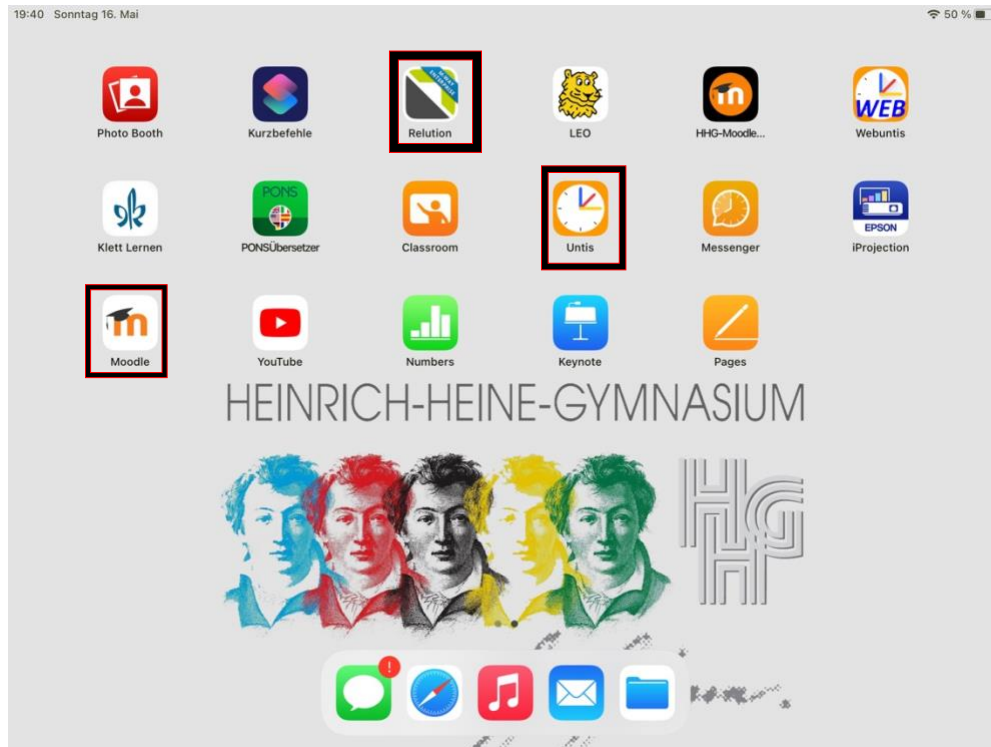 19:40 Sonntag 16. Mai 50 %
Photo Booth Kurzbefehle Relution LEO HHG-Moodle... Webuntis
WEB
PONS
EPSON
Klett Lernen PONSÜbersetzer Classroom Untis Messenger iProjection
Moodle YouTube Numbers Keynote Pages
HEINRICH-HEINE-GYMNASIUM
HHG
!